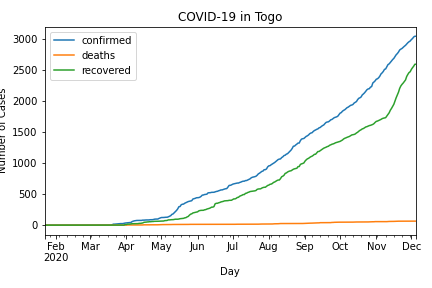 COVID-19 in Togo
confirmed
deaths
recovered
3000
2500
2000
1500
1000
500
0
Number of Cases
Feb Mar Apr May Jun Jul Aug Sep Oct Nov Dec
2020
Day